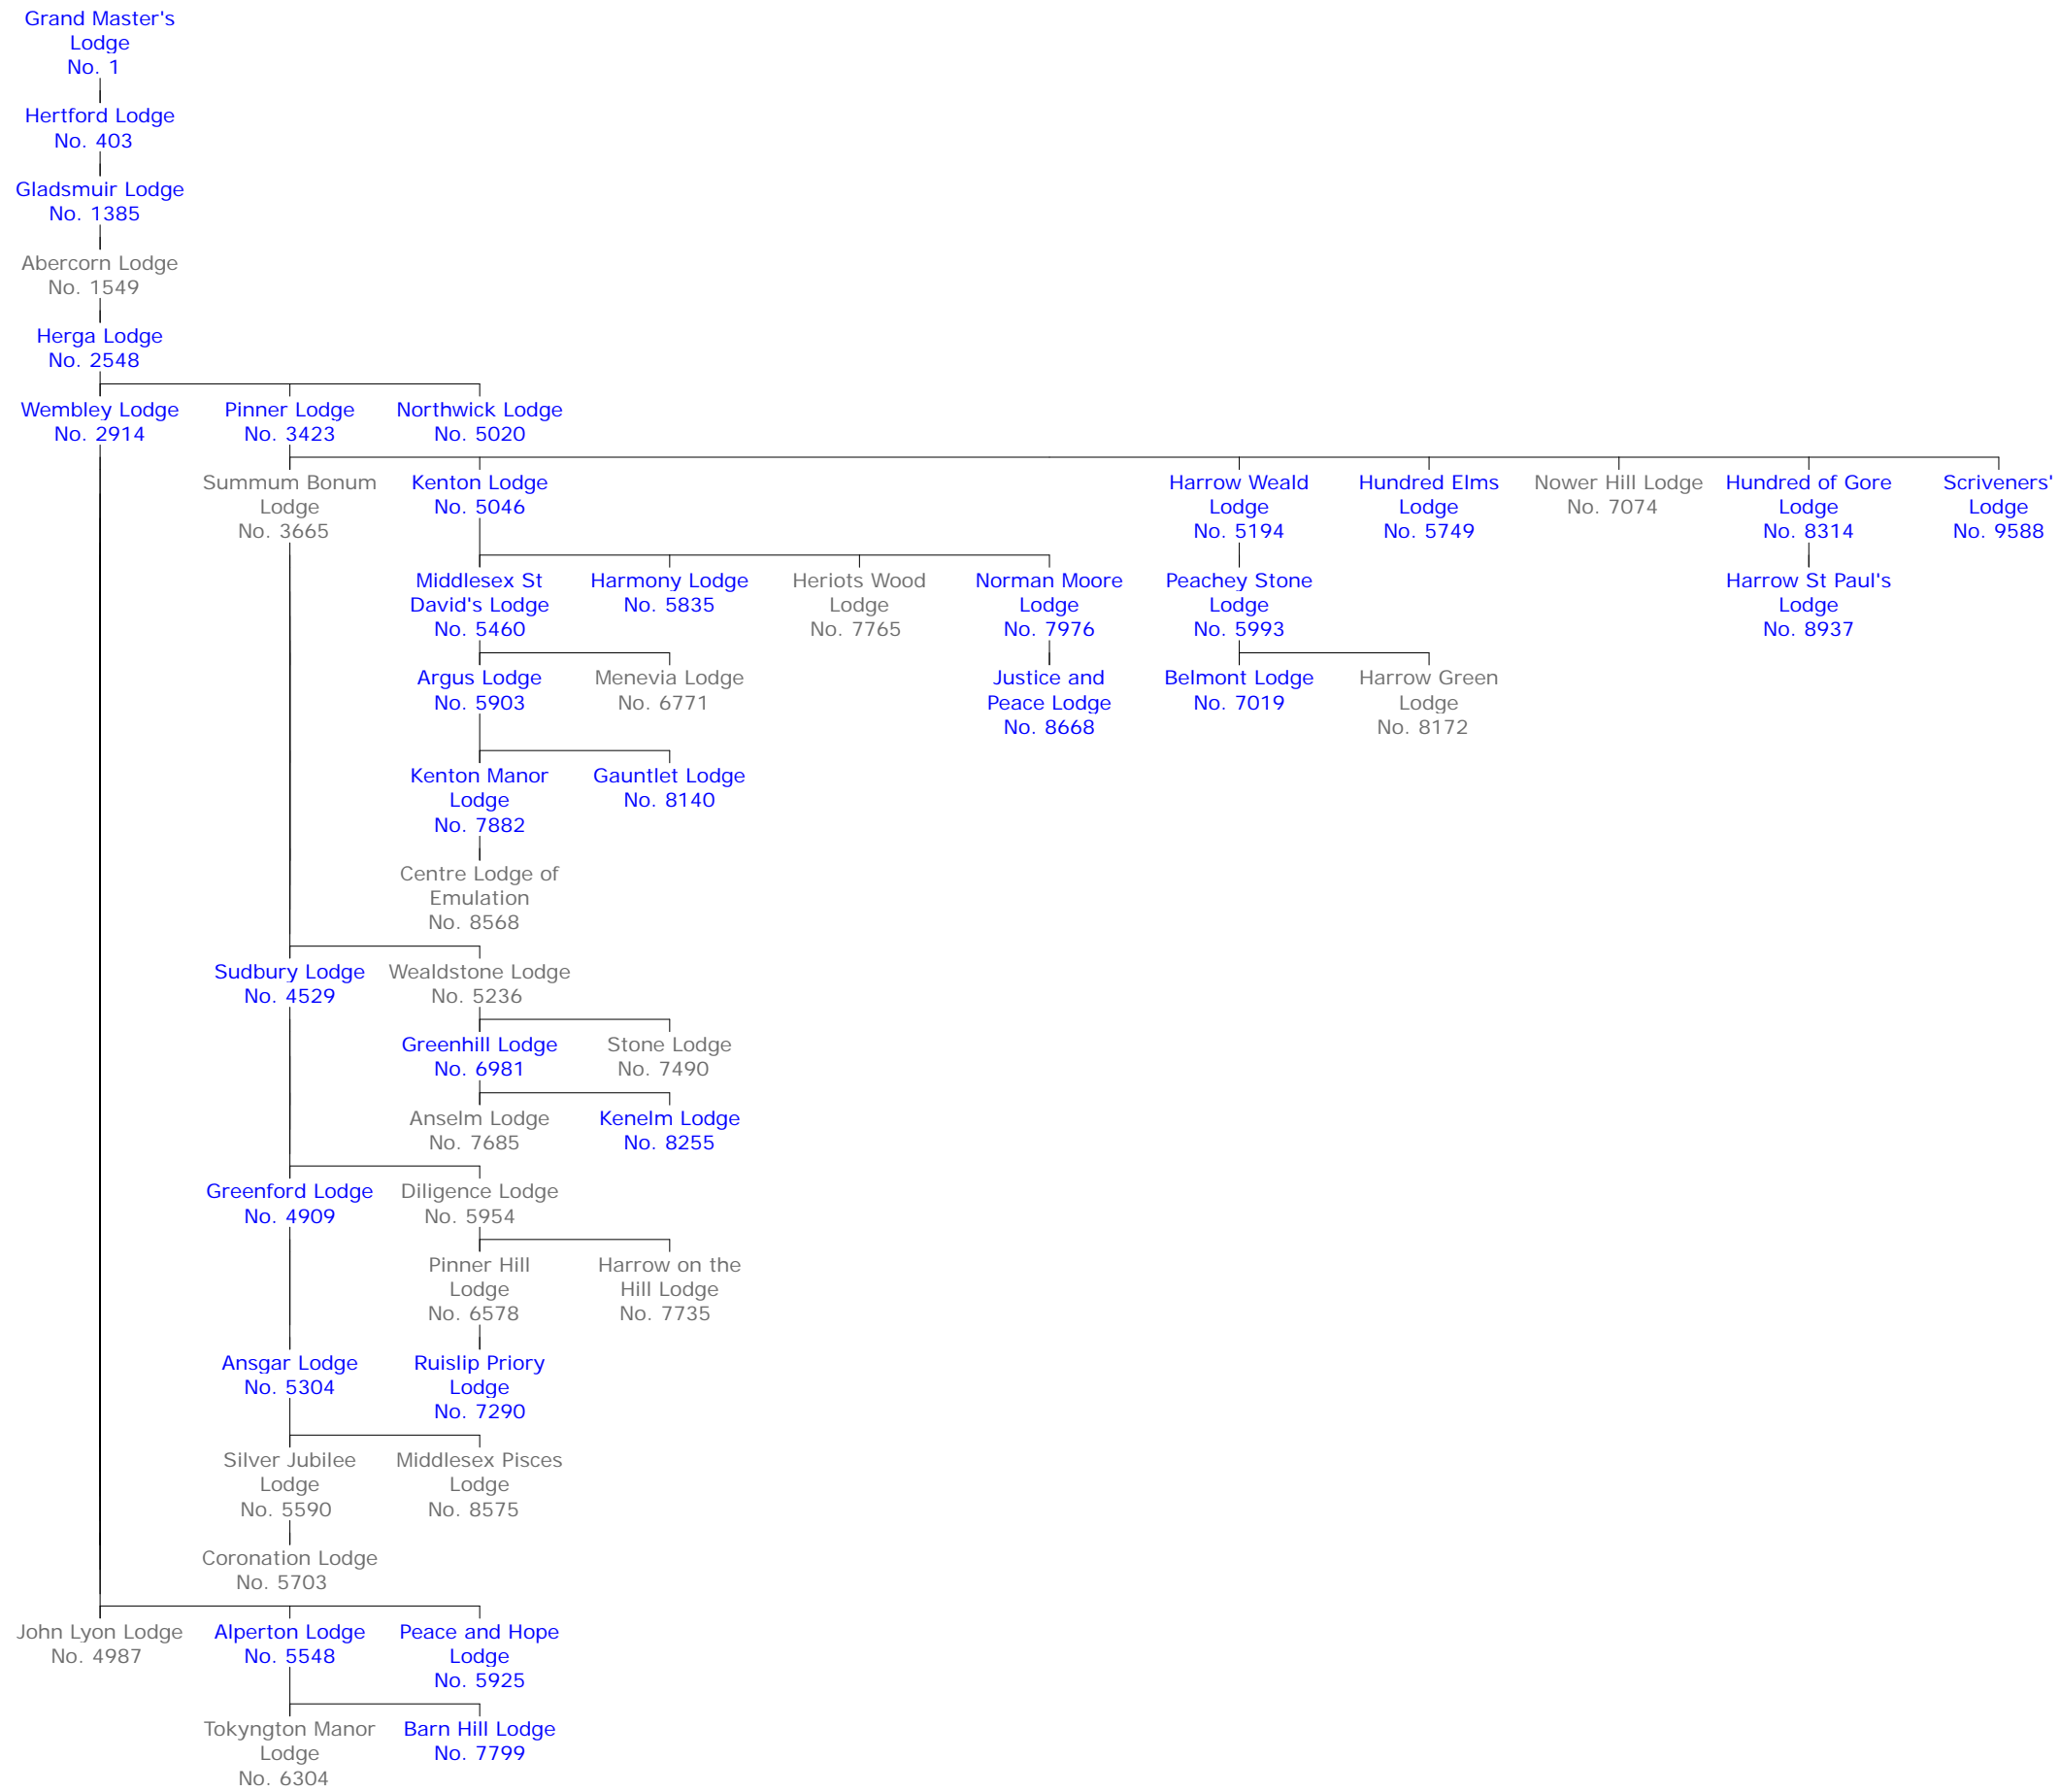 Grand Master's
Lodge
No. 1
Hertford Lodge
No. 403
Gladsmuir Lodge
No. 1385
Abercorn Lodge
No. 1549
Herga Lodge
No. 2548
Wembley Lodge
No. 2914
Pinner Lodge
No. 3423
Northwick Lodge
No. 5020
Summum Bonum
Lodge
No. 3665
Kenton Lodge
No. 5046
Harrow Weald
Lodge
No. 5194
Hundred Elms
Lodge
No. 5749
Nower Hill Lodge
No. 7074
Hundred of Gore
Lodge
No. 8314
Scriveners'
Lodge
No. 9588
Middlesex St
David's Lodge
No. 5460
Harmony Lodge
No. 5835
Heriots Wood
Lodge
No. 7765
Norman Moore
Lodge
No. 7976
Peachey Stone
Lodge
No. 5993
Harrow St Paul's
Lodge
No. 8937
Argus Lodge
No. 5903
Menevia Lodge
No. 6771
Justice and
Peace Lodge
No. 8668
Belmont Lodge
No. 7019
Harrow Green
Lodge
No. 8172
Kenton Manor
Lodge
No. 7882
Gauntlet Lodge
No. 8140
Centre Lodge of
Emulation
No. 8568
Sudbury Lodge
No. 4529
Wealdstone Lodge
No. 5236
Greenhill Lodge
No. 6981
Stone Lodge
No. 7490
Anselm Lodge
No. 7685
Kenelm Lodge
No. 8255
Greenford Lodge
No. 4909
Diligence Lodge
No. 5954
Pinner Hill
Lodge
No. 6578
Harrow on the
Hill Lodge
No. 7735
Ansgar Lodge
No. 5304
Ruislip Priory
Lodge
No. 7290
Silver Jubilee
Lodge
No. 5590
Middlesex Pisces
Lodge
No. 8575
Coronation Lodge
No. 5703
John Lyon Lodge
No. 4987
Alperton Lodge
No. 5548
Peace and Hope
Lodge
No. 5925
Tokyngton Manor
Lodge
No. 6304
Barn Hill Lodge
No. 7799